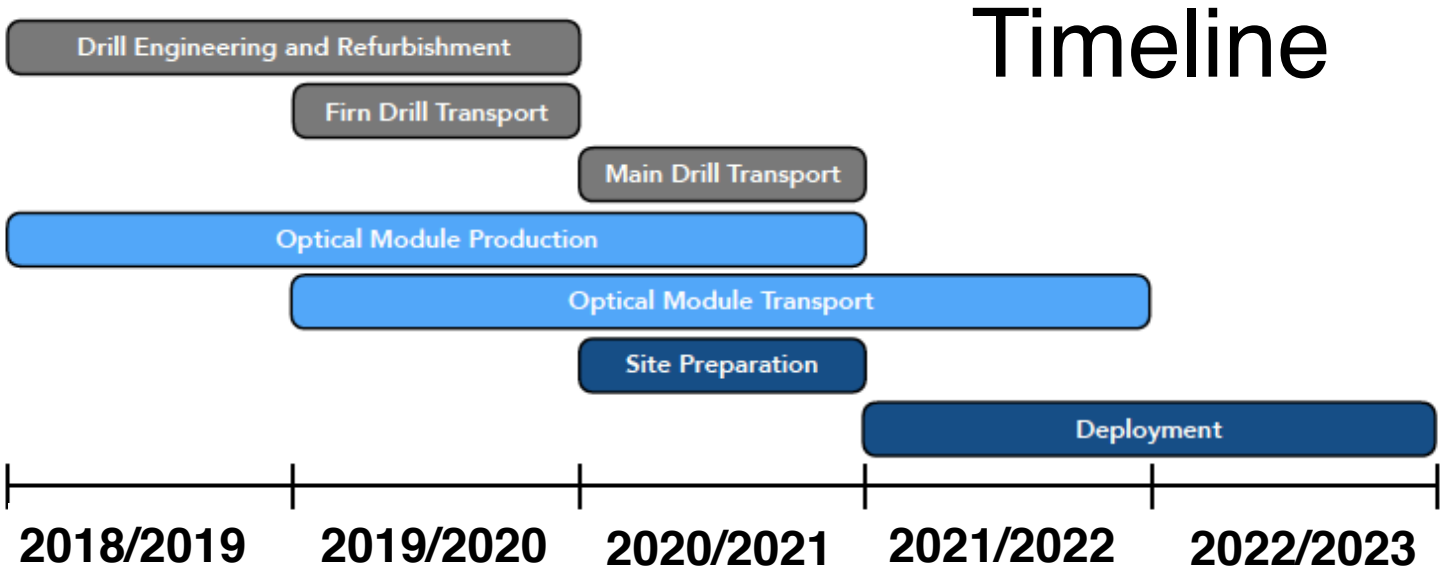 Timeline
Drill Engineering and Refurbishment
Firn Drill Transport
Main Drill Transport
Optical Module Production
Optical Module Transport
Site Preparation
Deployment
2018/2019 2019/2020 2020/2021 2021/2022 2022/2023